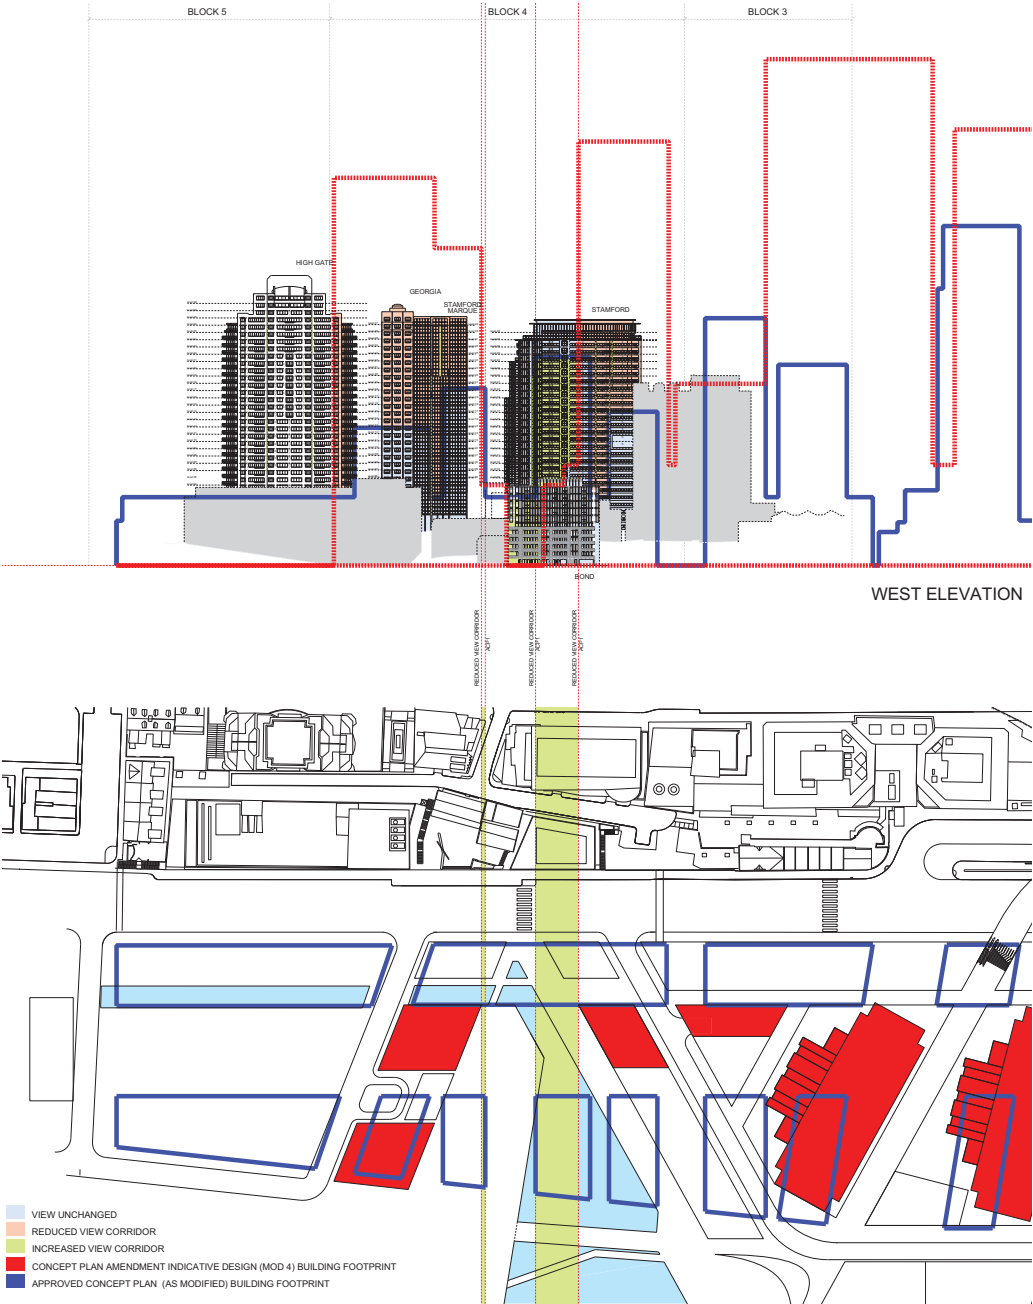 BLOCK 5
BLOCK 4
BLOCK 3
HIGH GATE
GEORGIA
STAMFORD
MARQUE
STAMFORD
BOND
WEST ELEVATION
REDUCED VIEW CORRIDOR
REDUCED VIEW CORRIDOR
REDUCED VIEW CORRIDOR
VIEW UNCHANGED
REDUCED VIEW CORRIDOR
INCREASED VIEW CORRIDOR
CONCEPT PLAN AMENDMENT INDICATIVE DESIGN (MOD 4) BUILDING FOOTPRINT
APPROVED CONCEPT PLAN (AS MODIFIED) BUILDING FOOTPRINT